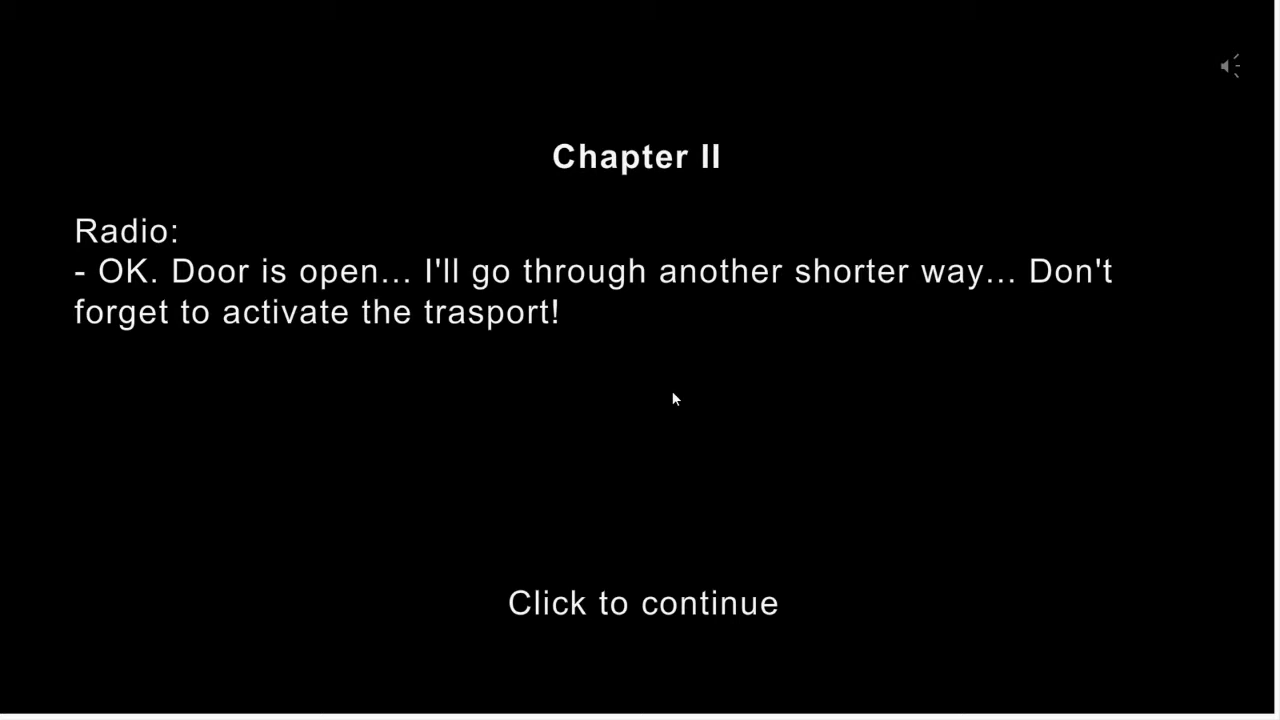 Chapter II
Radio:
- OK. Door is open... I'll go through another shorter way... Don't
forget to activate the trasport!
Click to continue